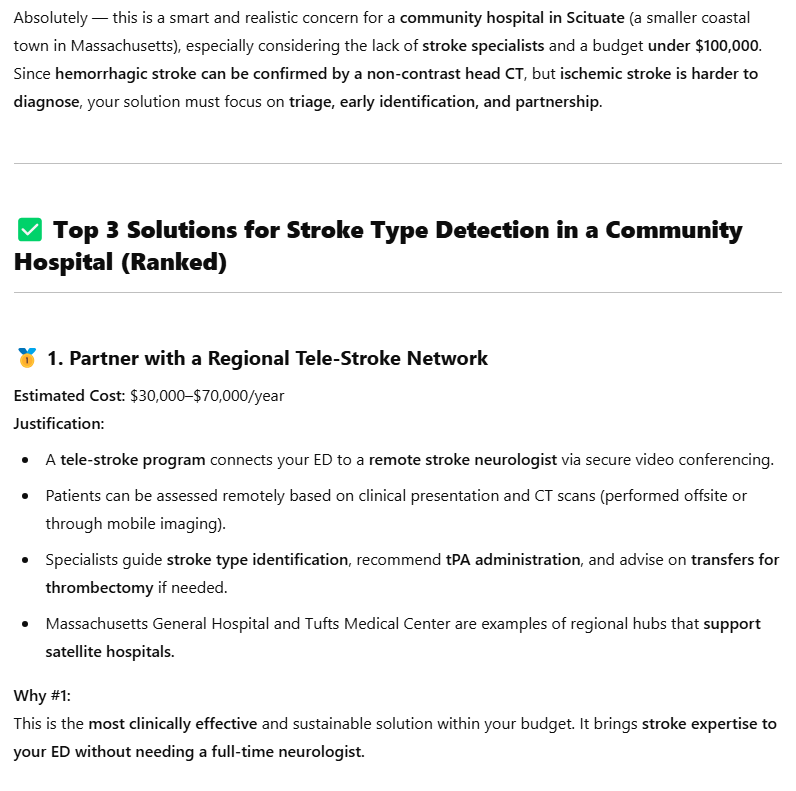 Absolutely — this is a smart and realistic concern for a community hospital in Scituate (a smaller coastal
town in Massachusetts), especially considering the lack of stroke specialists and a budget under $100,000.
Since hemorrhagic stroke can be confirmed by a non-contrast head CT, but ischemic stroke is harder to
diagnose, your solution must focus on triage, early identification, and partnership.
✅ Top 3 Solutions for Stroke Type Detection in a Community
Hospital (Ranked)
🥇 1. Partner with a Regional Tele-Stroke Network
Estimated Cost: $30,000–$70,000/year
Justification:
• A tele-stroke program connects your ED to a remote stroke neurologist via secure video conferencing.
• Patients can be assessed remotely based on clinical presentation and CT scans (performed offsite or
through mobile imaging).
• Specialists guide stroke type identification, recommend tPA administration, and advise on transfers for
thrombectomy if needed.
• Massachusetts General Hospital and Tufts Medical Center are examples of regional hubs that support
satellite hospitals.
Why #1:
This is the most clinically effective and sustainable solution within your budget. It brings stroke expertise to
your ED without needing a full-time neurologist.